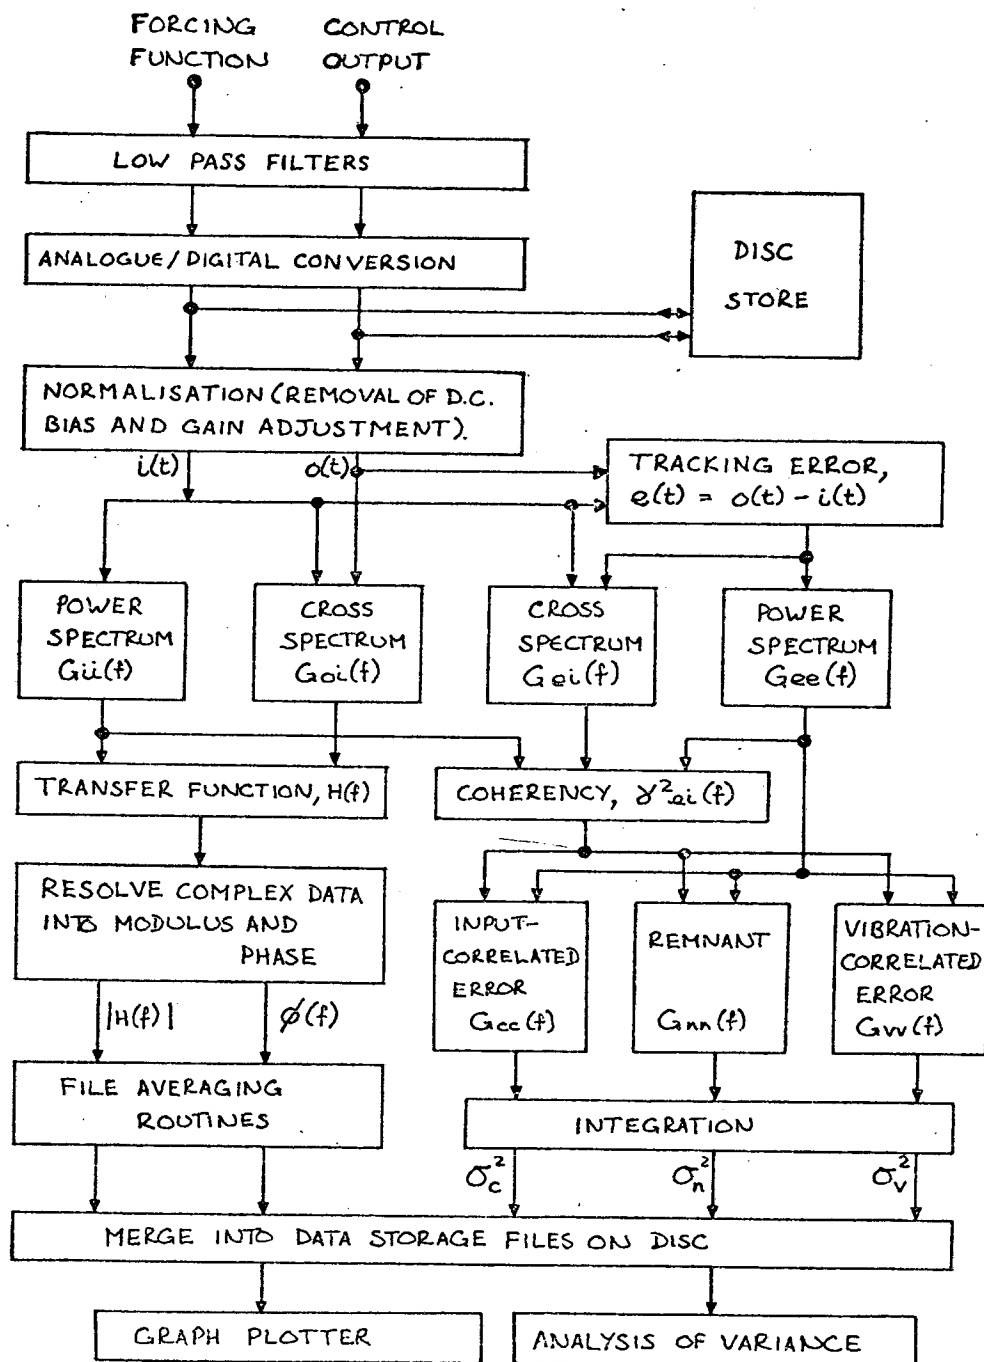 FORCING FUNCTION
CONTROL OUTPUT
LOW PASS FILTERS
ANALOGUE/DIGITAL CONVERSION
DISC
STORE
NORMALISATION (REMOVAL OF D.C.
BIAS AND GAIN ADJUSTMENT).
i(t)
o(t)
TRACKING ERROR,
e(t) = o(t) - i(t)
POWER
SPECTRUM
Gii(f)
CROSS
SPECTRUM
Goi(f)
CROSS
SPECTRUM
Gei(f)
POWER
SPECTRUM
Gee(f)
TRANSFER FUNCTION, H(f)
COHERENCY, γ²ei(f)
RESOLVE COMPLEX DATA
INTO MODULUS AND
PHASE
INPUT-
CORRELATED
ERROR
Gcc(f)
REMNANT
Gnn(f)
VIBRATION-
CORRELATED
ERROR
Gvv(f)
|H(f)|
φ(f)
FILE AVERAGING
ROUTINES
INTEGRATION
σc²
σn²
σv²
MERGE INTO DATA STORAGE FILES ON DISC
GRAPH PLOTTER
ANALYSIS OF VARIANCE